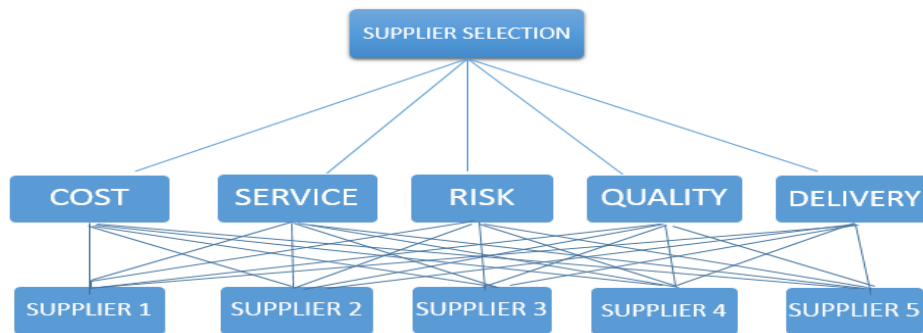 SUPPLIER SELECTION
COST SERVICE RISK QUALITY DELIVERY
SUPPLIER 1 SUPPLIER 2 SUPPLIER 3 SUPPLIER 4 SUPPLIER 5